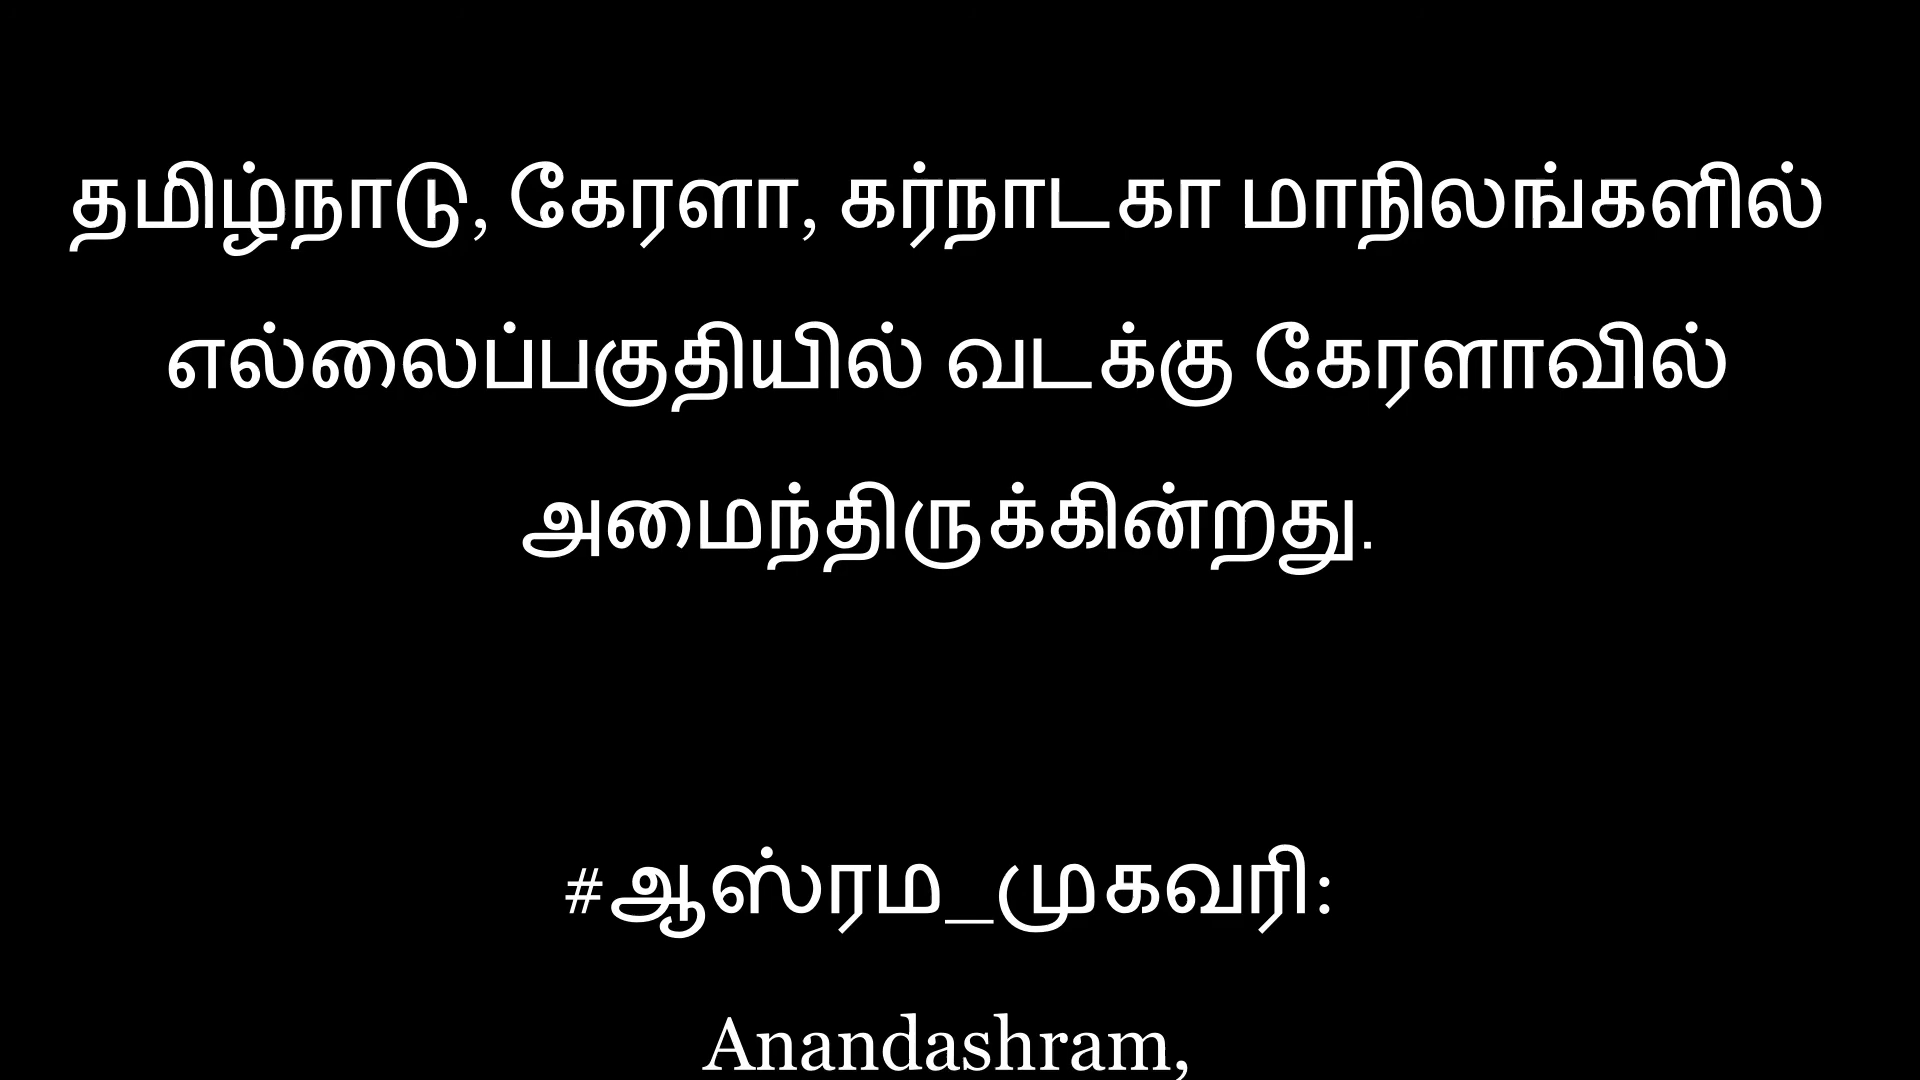 தமிழ்நாடு, கேரளா, கர்நாடகா மாநிலங்களில்
எல்லைப்பகுதியில் வடக்கு கேரளாவில்
அமைந்திருக்கின்றது.
#ஆஸ்ரம_முகவரி:
Anandashram,